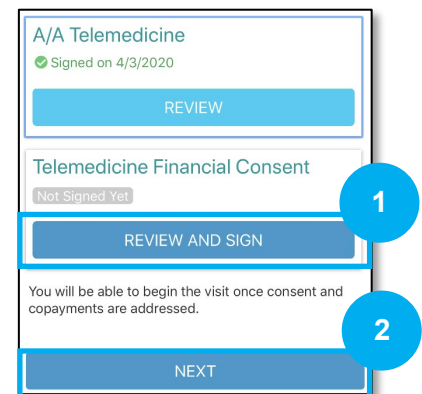 A/A Telemedicine
Signed on 4/3/2020
REVIEW
Telemedicine Financial Consent
Not Signed Yet
1
REVIEW AND SIGN
You will be able to begin the visit once consent and
copayments are addressed.
2
NEXT